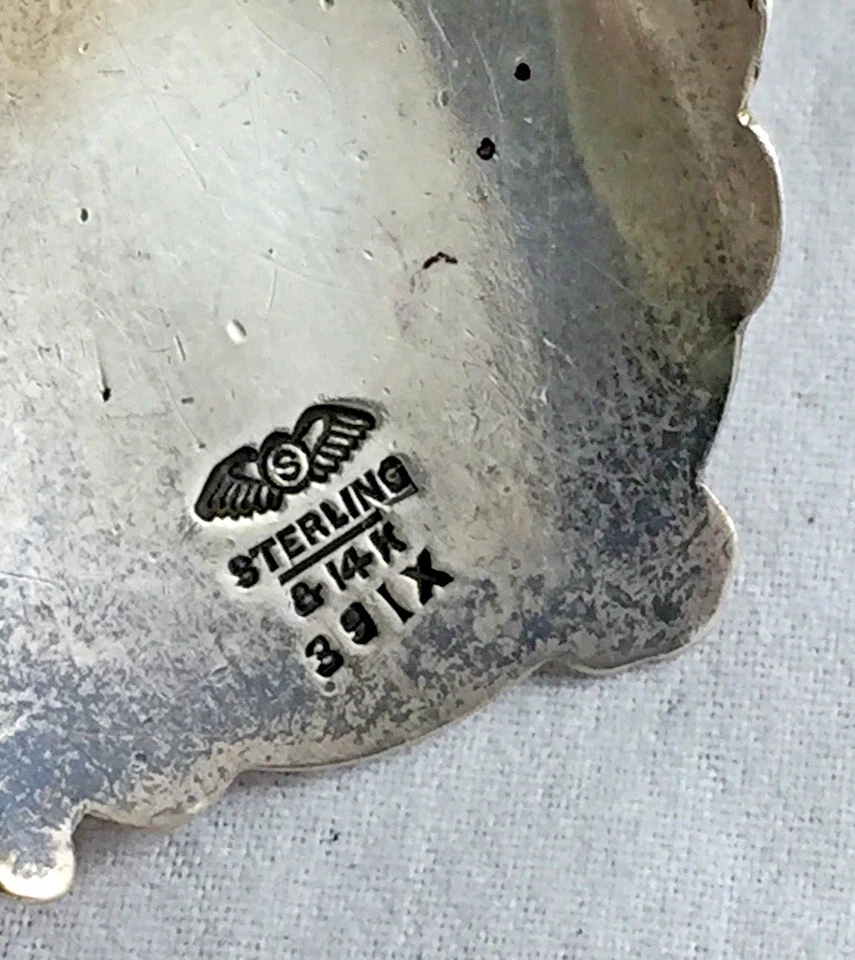 S
STERLING
& 14K
391X